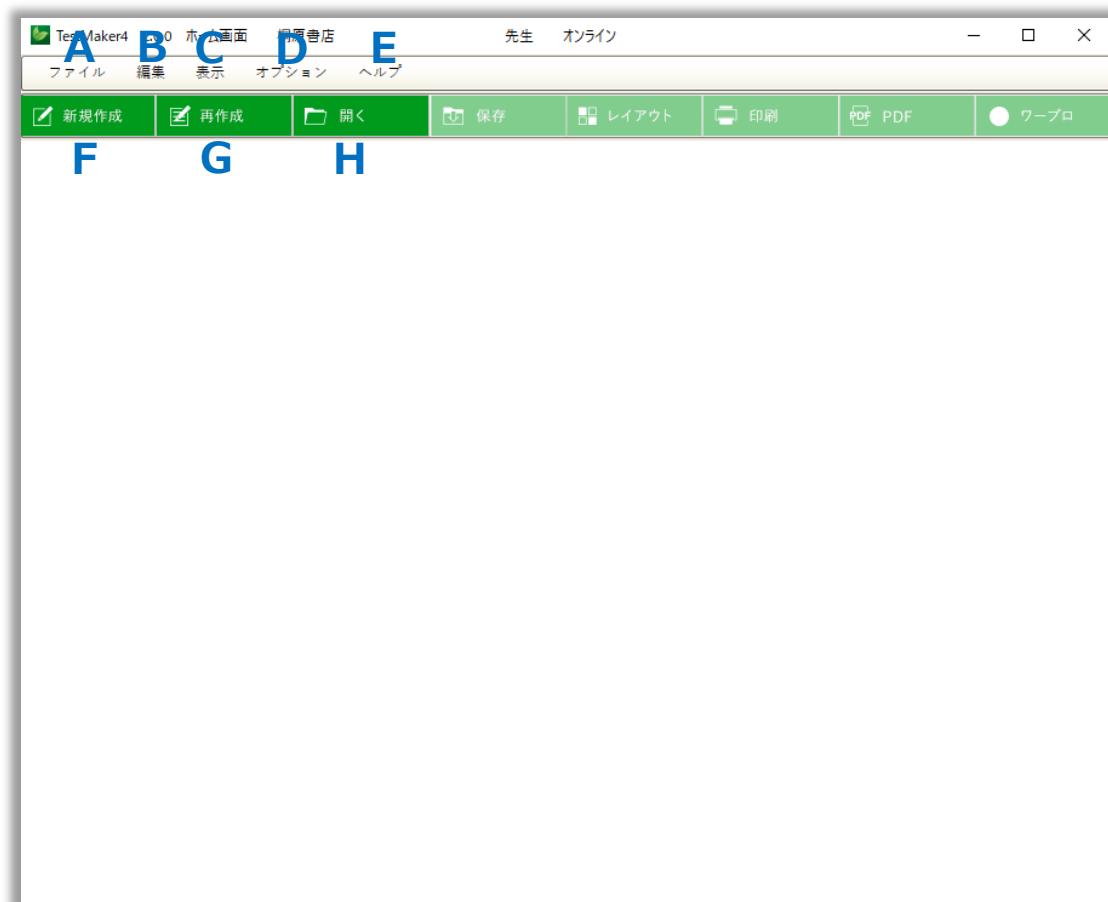 TestMaker4 ホーム画面 桐原書店 先生 オンライン
A B C D E
ファイル 編集 表示 オプション ヘルプ
新規作成 再作成 開く 保存 レイアウト 印刷 PDF PDF ワープロ
F G H